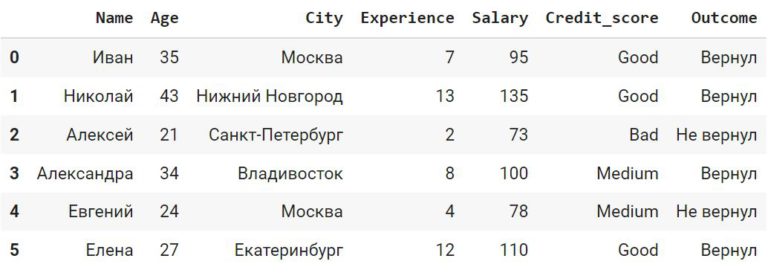 Name Age City Experience Salary Credit_score Outcome
0 Иван 35 Москва 7 95 Good Вернул
1 Николай 43 Нижний Новгород 13 135 Good Вернул
2 Алексей 21 Санкт-Петербург 2 73 Bad Не вернул
3 Александра 34 Владивосток 8 100 Medium Вернул
4 Евгений 24 Москва 4 78 Medium Не вернул
5 Елена 27 Екатеринбург 12 110 Good Вернул